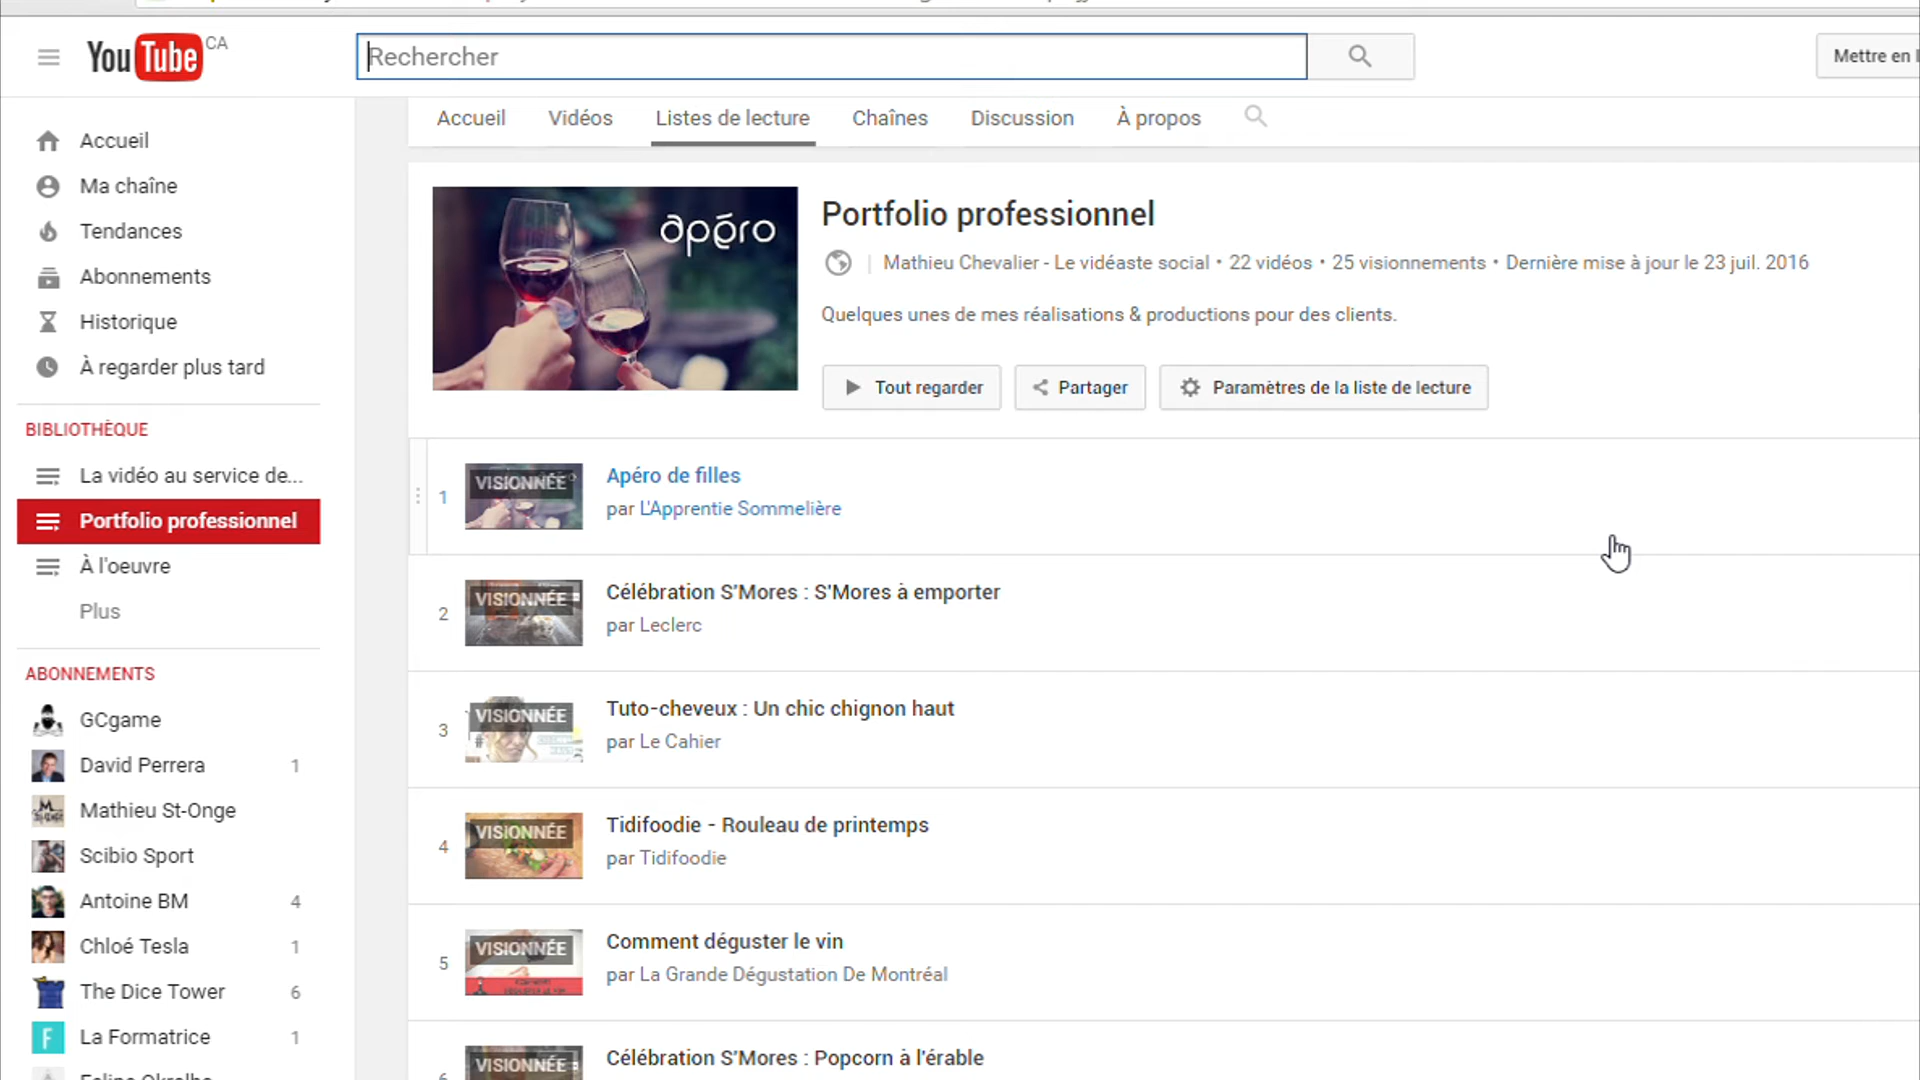 YouTube CA
Rechercher
Mettre en
Accueil
Vidéos
Listes de lecture
Chaînes
Discussion
À propos
Accueil
Ma chaîne
Tendances
Abonnements
Historique
À regarder plus tard
BIBLIOTHÈQUE
La vidéo au service de...
Portfolio professionnel
À l'oeuvre
Plus
ABONNEMENTS
GCgame
David Perrera 1
Mathieu St-Onge
Scibio Sport
Antoine BM 4
Chloé Tesla 1
The Dice Tower 6
La Formatrice 1
apéro
Portfolio professionnel
Mathieu Chevalier - Le vidéaste social • 22 vidéos • 25 visionnements • Dernière mise à jour le 23 juil. 2016
Quelques unes de mes réalisations & productions pour des clients.
Tout regarder
Partager
Paramètres de la liste de lecture
1
VISIONNÉE
Apéro de filles
par L'Apprentie Sommelière
2
VISIONNÉE
Célébration S'Mores : S'Mores à emporter
par Leclerc
3
VISIONNÉE
Tuto-cheveux : Un chic chignon haut
par Le Cahier
4
VISIONNÉE
Tidifoodie - Rouleau de printemps
par Tidifoodie
5
VISIONNÉE
Comment déguster le vin
par La Grande Dégustation De Montréal
VISIONNÉE
Célébration S'Mores : Popcorn à l'érable